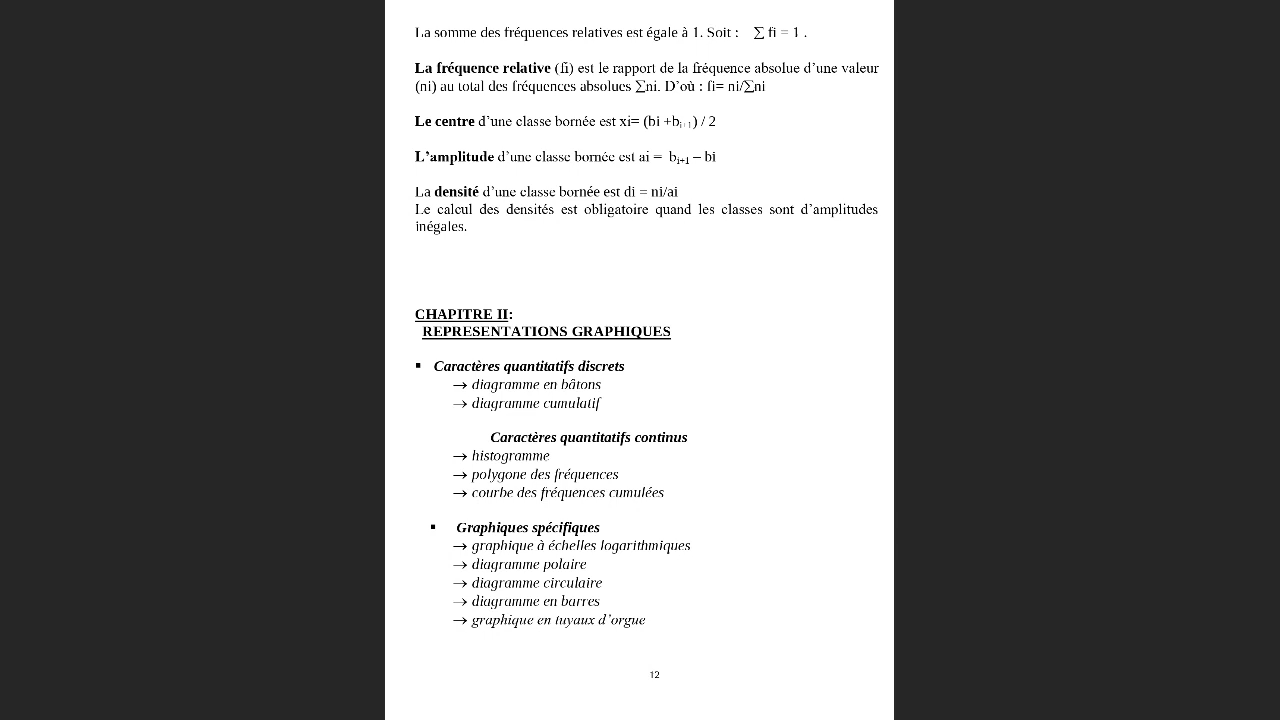 La somme des fréquences relatives est égale à 1. Soit : ∑ fi = 1 .
La fréquence relative (fi) est le rapport de la fréquence absolue d’une valeur
(ni) au total des fréquences absolues ∑ni. D’où : fi= ni/∑ni
Le centre d’une classe bornée est xi= (bi +bi+1) / 2
L’amplitude d’une classe bornée est ai = bi+1 – bi
La densité d’une classe bornée est di = ni/ai
Le calcul des densités est obligatoire quand les classes sont d’amplitudes
inégales.
CHAPITRE II:
REPRESENTATIONS GRAPHIQUES
▪ Caractères quantitatifs discrets
→ diagramme en bâtons
→ diagramme cumulatif
Caractères quantitatifs continus
→ histogramme
→ polygone des fréquences
→ courbe des fréquences cumulées
▪ Graphiques spécifiques
→ graphique à échelles logarithmiques
→ diagramme polaire
→ diagramme circulaire
→ diagramme en barres
→ graphique en tuyaux d’orgue
12